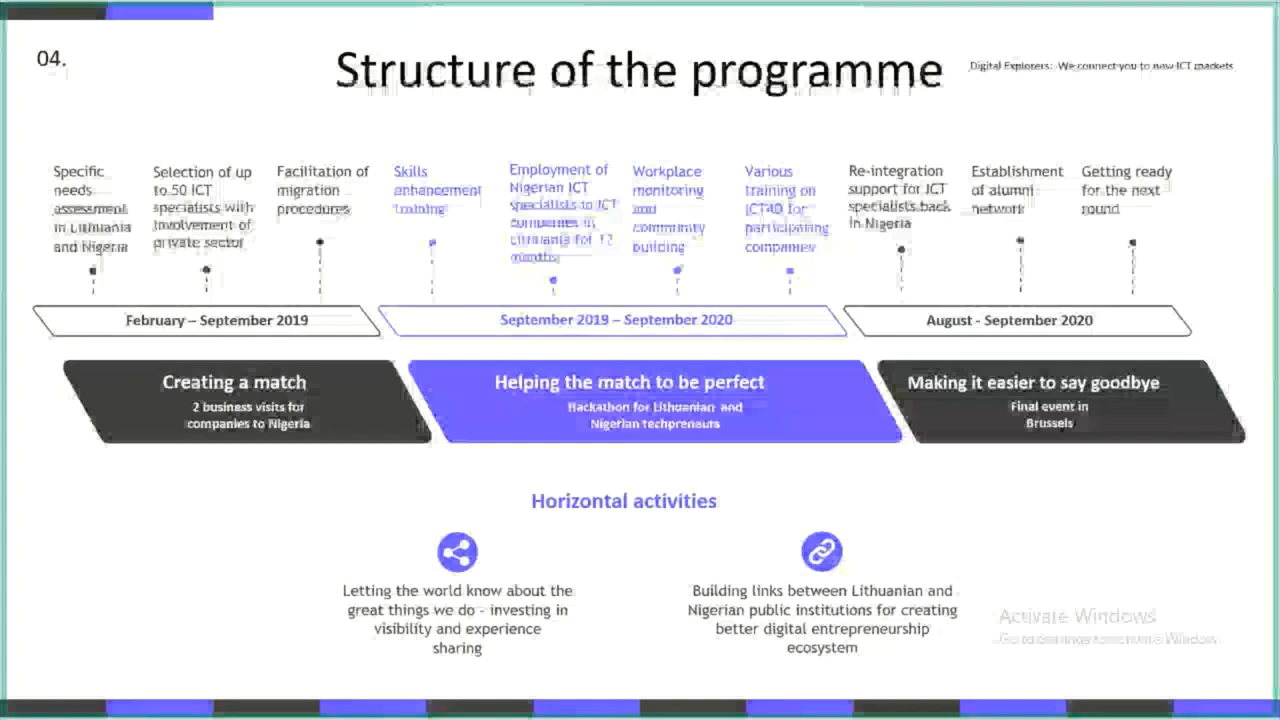 04.
Structure of the programme
Digital Explorers: We connect you to new ICT markets
Specific
needs
assessment
in Lithuania
and Nigeria
Selection of up
to 50 ICT
specialists with
involvement of
private sector
Facilitation of
migration
procedures
Skills
enhancement
training
Employment of
Nigerian ICT
specialists in ICT
companies in
Lithuania for 12
months
Workplace
monitoring
and
community
building
Various
training on
ICT4D for
participating
companies
Re-integration
support for ICT
specialists back
in Nigeria
Establishment
of alumni
network
Getting ready
for the next
round
February – September 2019
September 2019 – September 2020
August - September 2020
Creating a match
2 business visits for
companies to Nigeria
Helping the match to be perfect
Hackathon for Lithuanian and
Nigerian techpreneurs
Making it easier to say goodbye
Final event in
Brussels
Horizontal activities
Letting the world know about the
great things we do - investing in
visibility and experience
sharing
Building links between Lithuanian and
Nigerian public institutions for creating
better digital entrepreneurship
ecosystem
Activate Windows